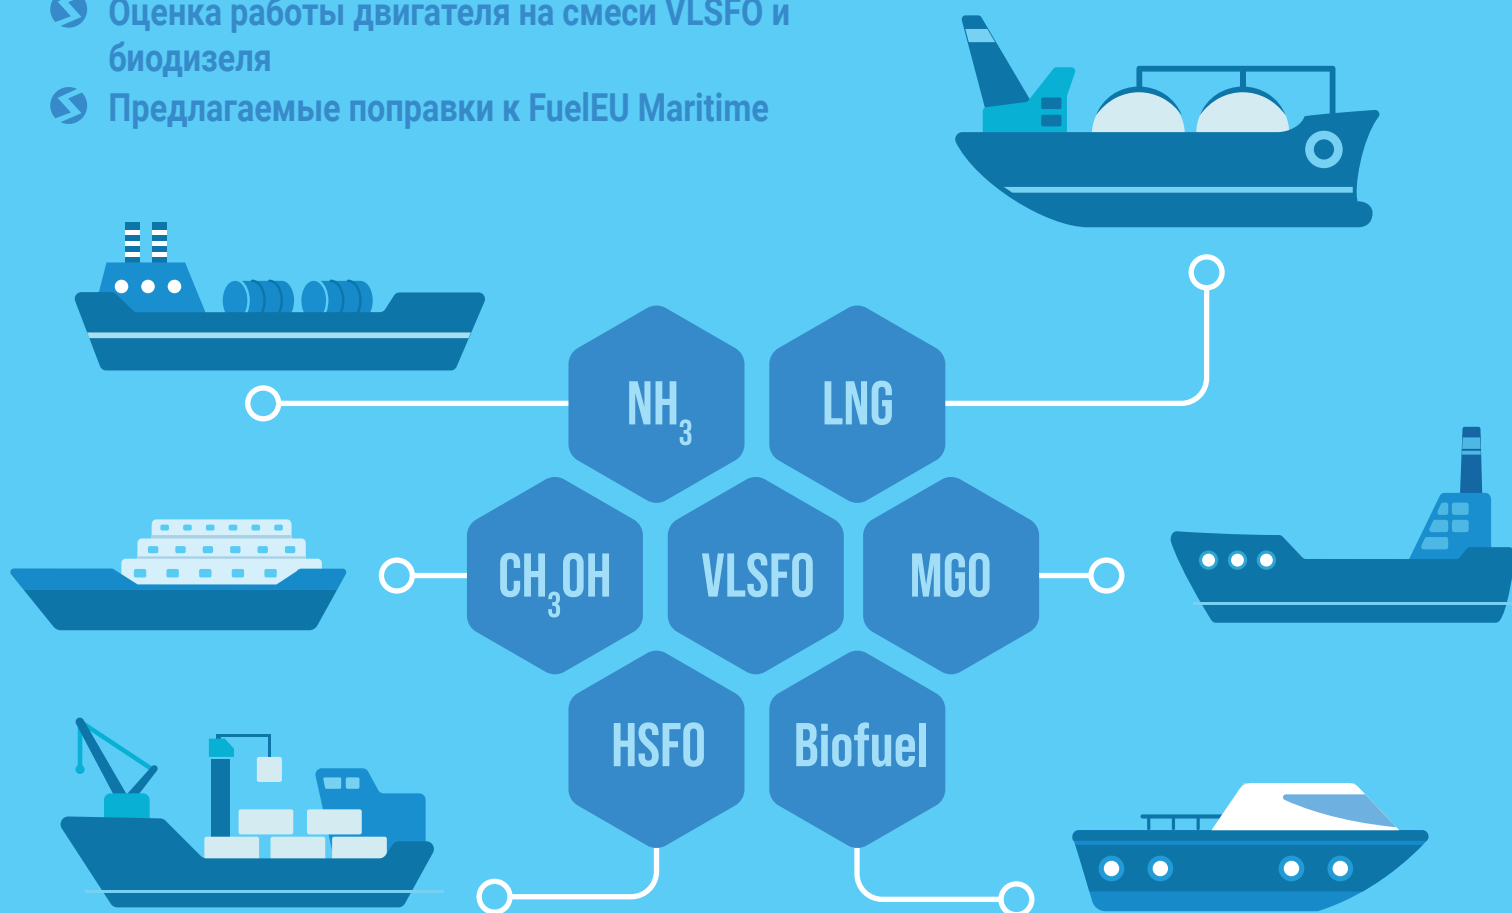 Оценка работы двигателя на смеси VLSFO и
биодизеля
Предлагаемые поправки к FuelEU Maritime
NH₃ LNG
CH₃OH VLSFO MGO
HSFO Biofuel